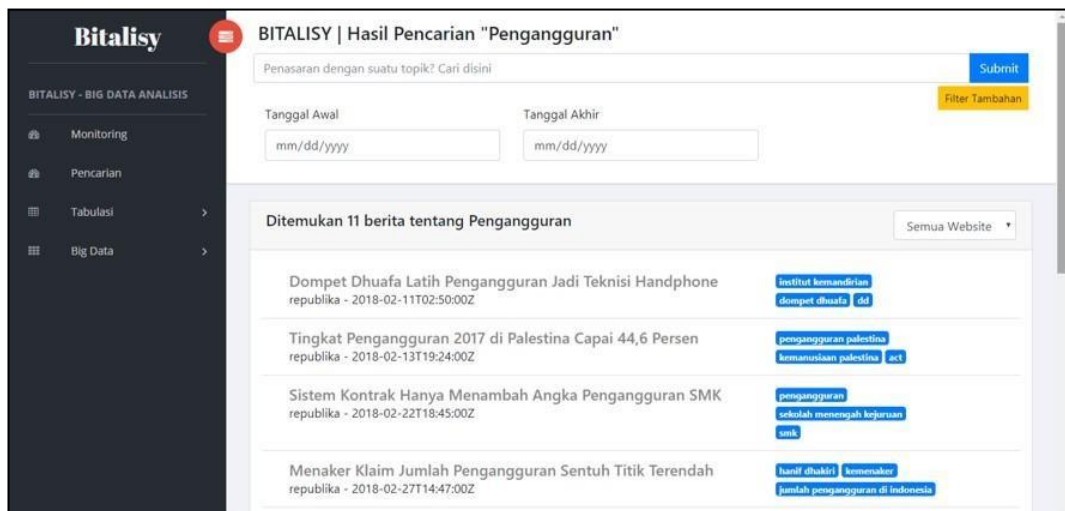 Bitalisy
BITALISY - BIG DATA ANALISIS
Monitoring
Pencarian
Tabulasi
Big Data
BITALISY | Hasil Pencarian "Pengangguran"
Penasaran dengan suatu topik? Cari disini
Submit
Filter Tambahan
Tanggal Awal
Tanggal Akhir
mm/dd/yyyy
mm/dd/yyyy
Ditemukan 11 berita tentang Pengangguran
Semua Website
Dompet Dhuafa Latih Pengangguran Jadi Teknisi Handphone
republika - 2018-02-11T02:50:00Z
institut kemandirian
dompet dhuafa dd
Tingkat Pengangguran 2017 di Palestina Capai 44,6 Persen
republika - 2018-02-13T19:24:00Z
pengangguran palestina
kemanusiaan palestina act
Sistem Kontrak Hanya Menambah Angka Pengangguran SMK
republika - 2018-02-22T18:45:00Z
pengangguran
sekolah menengah kejuruan
smk
Menaker Klaim Jumlah Pengangguran Sentuh Titik Terendah
republika - 2018-02-27T14:47:00Z
hanif dhakiri kemenaker
jumlah pengangguran di indonesia